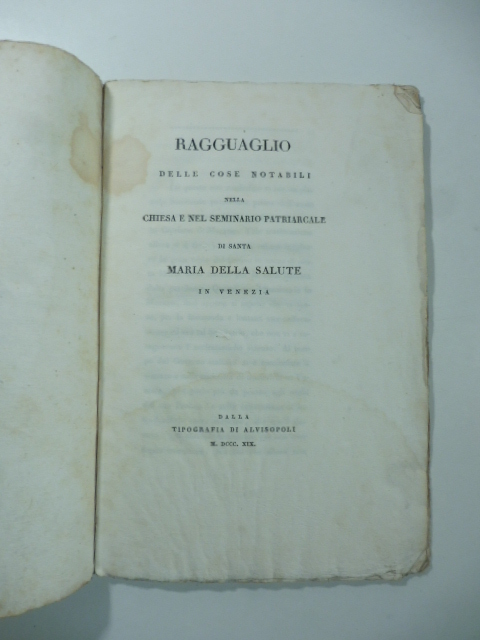 RAGGUAGLIO
DELLE COSE NOTABILI
NELLA
CHIESA E NEL SEMINARIO PATRIARCALE
DI SANTA
MARIA DELLA SALUTE
IN VENEZIA
DALLA
TIPOGRAFIA DI ALVISOPOLI
M. DCCC. XIX.